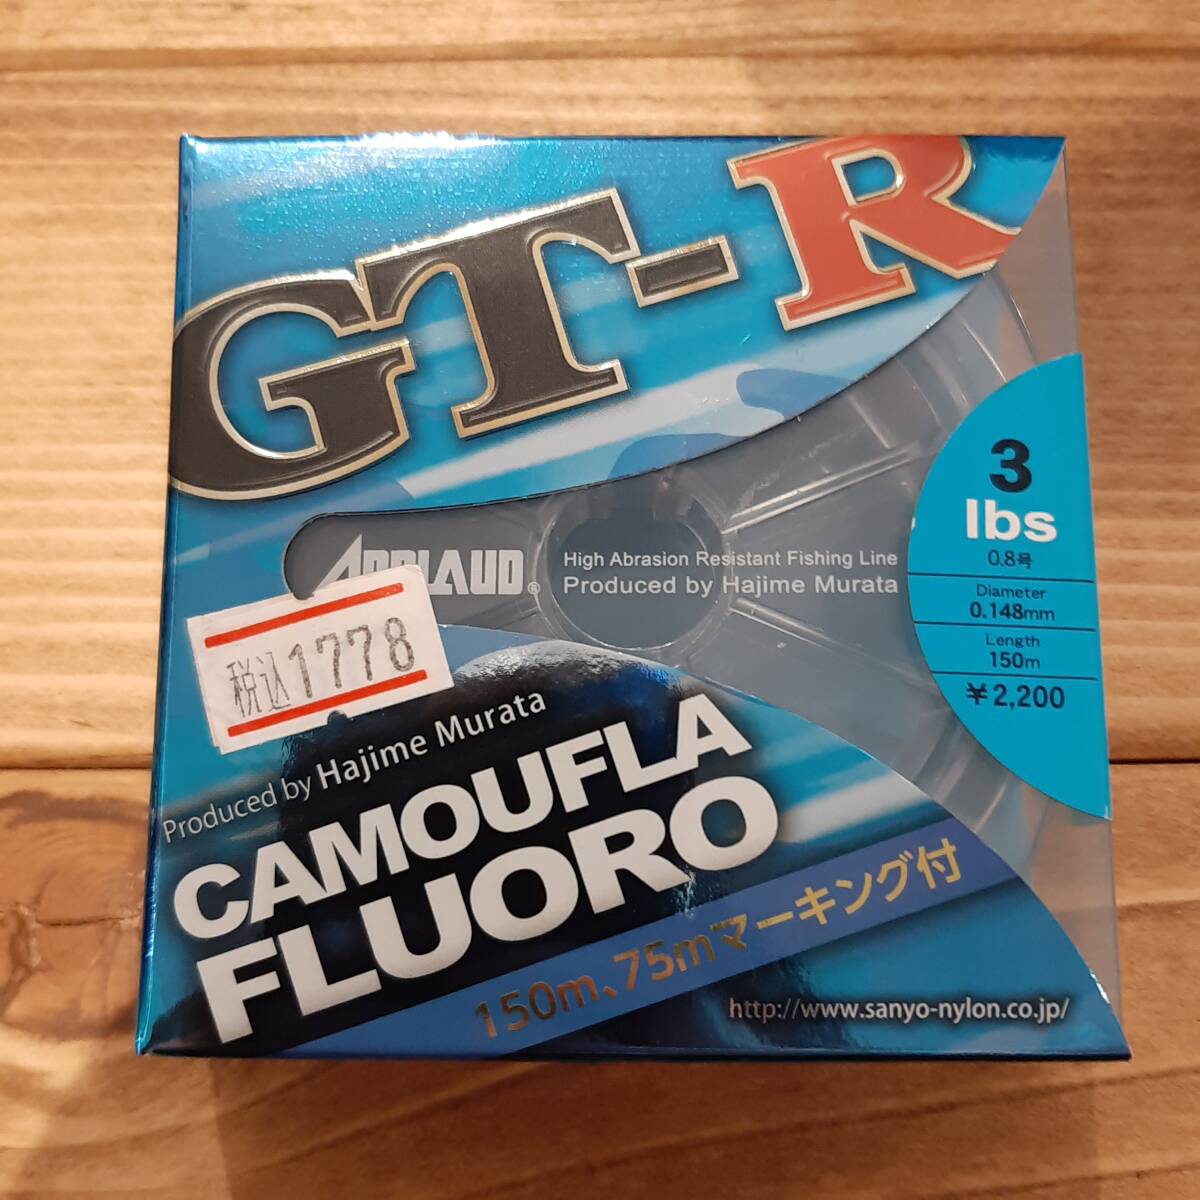 GT-R
APPLAUD®
High Abrasion Resistant Fishing Line
Produced by Hajime Murata
3
lbs
0.8号
Diameter
0.148mm
Length
150m
¥2,200
税込1778
Produced by Hajime Murata
CAMOUFLA
FLUORO
150m、75mマーキング付
http://www.sanyo-nylon.co.jp/